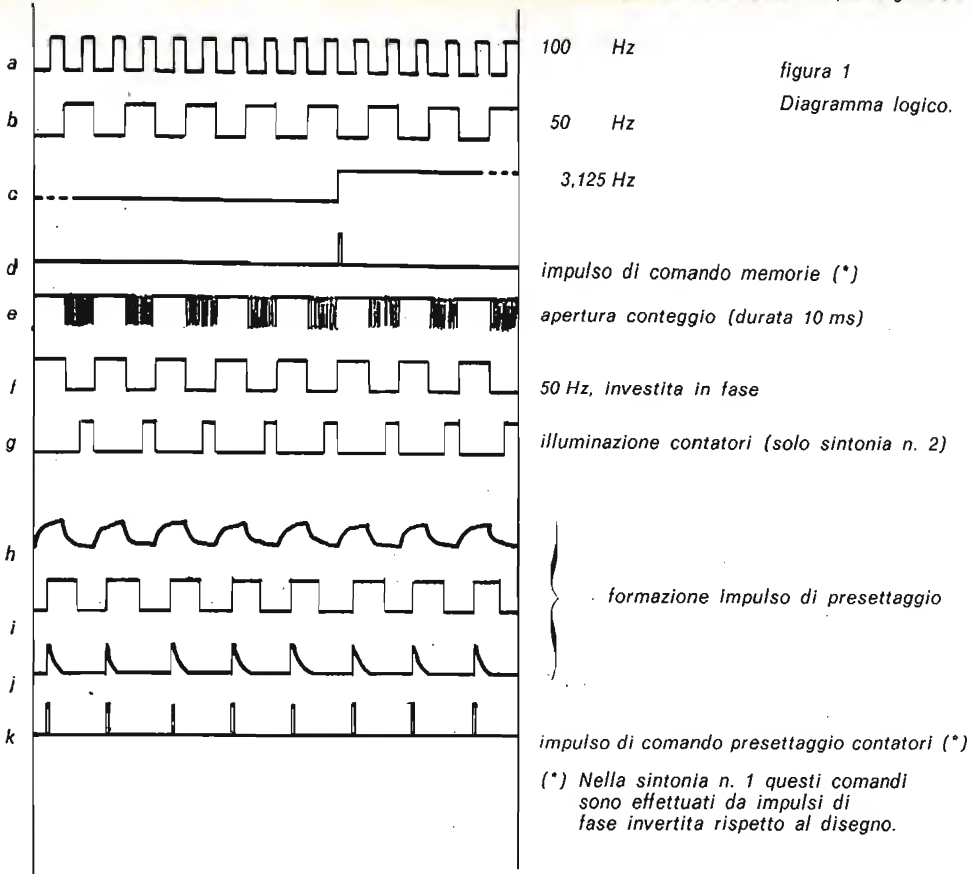 a
100 Hz
figura 1
Diagramma logico.
b
50 Hz
c
3,125 Hz
d
impulso di comando memorie (*)
e
apertura conteggio (durata 10 ms)
f
50 Hz, investita in fase
g
illuminazione contatori (solo sintonia n. 2)
h
formazione impulso di presettaggio
i
j
k
impulso di comando presettaggio contatori (*)
(*) Nella sintonia n. 1 questi comandi
sono effettuati da impulsi di
fase invertita rispetto al disegno.